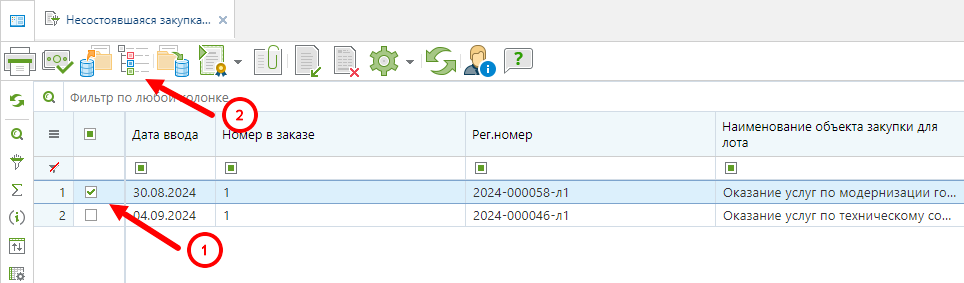 Несостоявшаяся закупка...
Фильтр по любой колонке
2
Дата ввода Номер в заказе Рег.номер Наименование объекта закупки для лота
1 30.08.2024 1 2024-000058-л1 Оказание услуг по модернизации го...
2 04.09.2024 1 2024-000046-л1 Оказание услуг по техническому со...
1